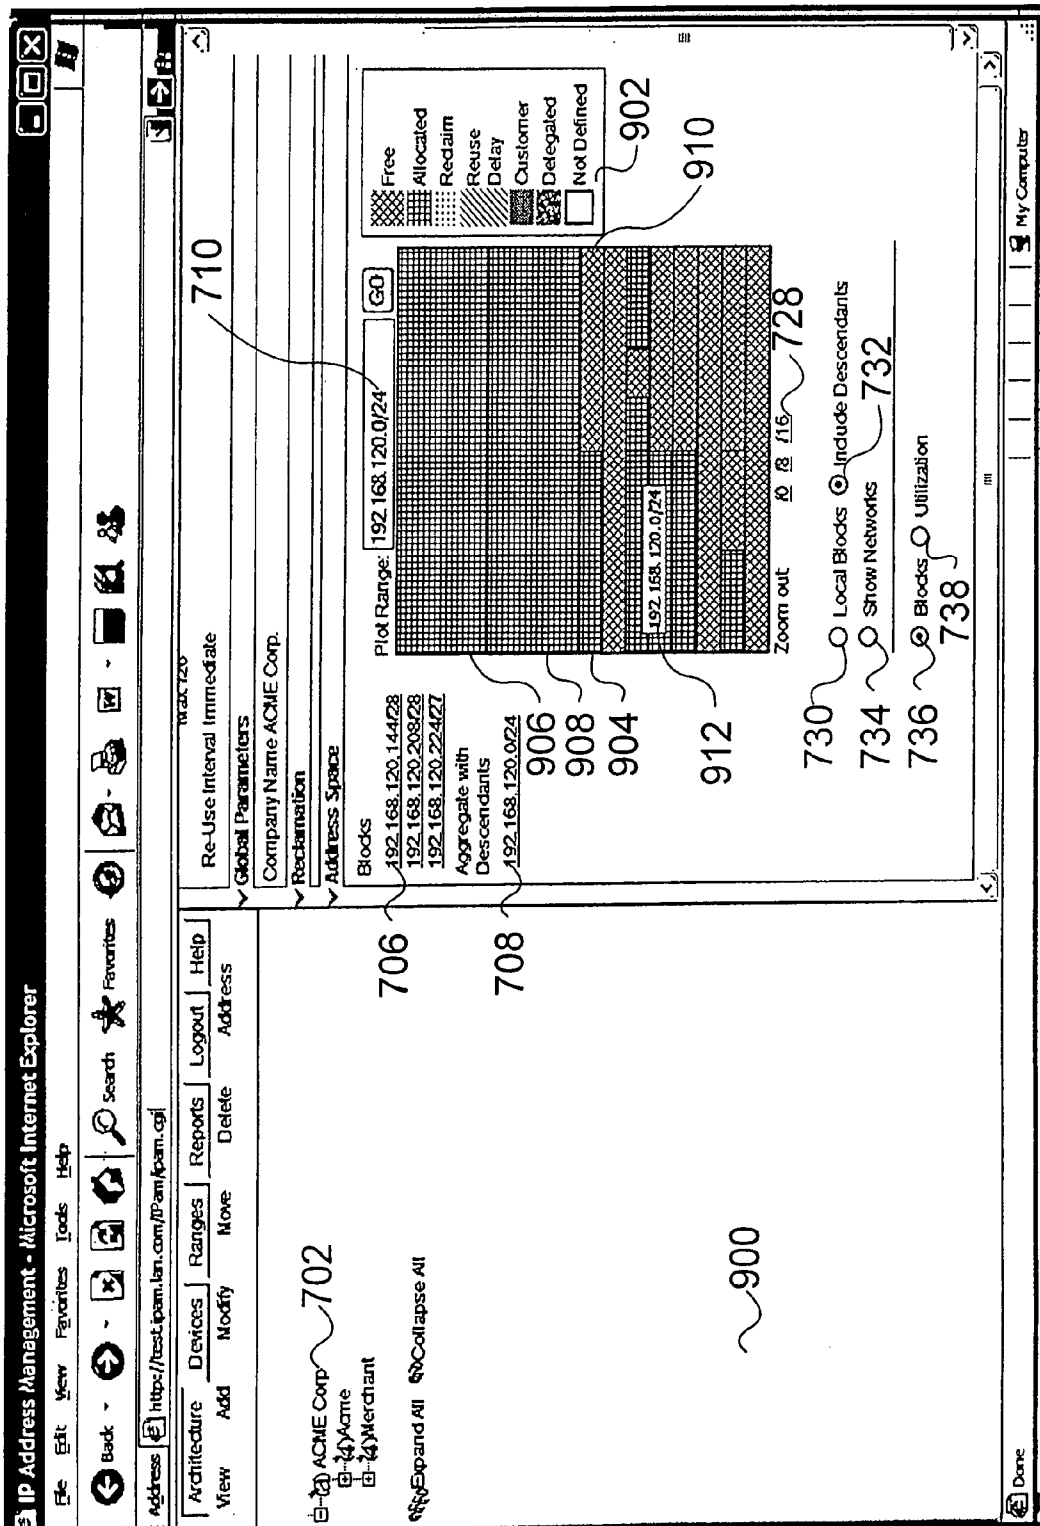 IP Address Management - Microsoft Internet Explorer
File Edit View Favorites Tools Help
Back Search Favorites
Address http://test.ipam.lan.com/IPam/ipam.cgi
Architecture Devices Ranges Reports Logout Help
View Add Modify Move Delete Address
ACME Corp
(4)Acme
(4)Merchant
Expand All Collapse All
702
900
Re-Use Interval Immediate
Global Parameters
Company Name ACME Corp.
Reclamation
Address Space
Blocks
192.168.120.144/28
192.168.120.208/28
192.168.120.224/27
Aggregate with
Descendants
192.168.120.0/24
706
708
Plot Range: 192.168.120.0/24 GO
710
Free
Allocated
Reclaim
Reuse
Delay
Customer
Delegated
Not Defined
902
910
906
908
904
912
192.168.120.0/24
Zoom out /0 /8 /16
728
730
Local Blocks Include Descendants
732
734
Show Networks
736
Blocks Utilization
738
Done
My Computer